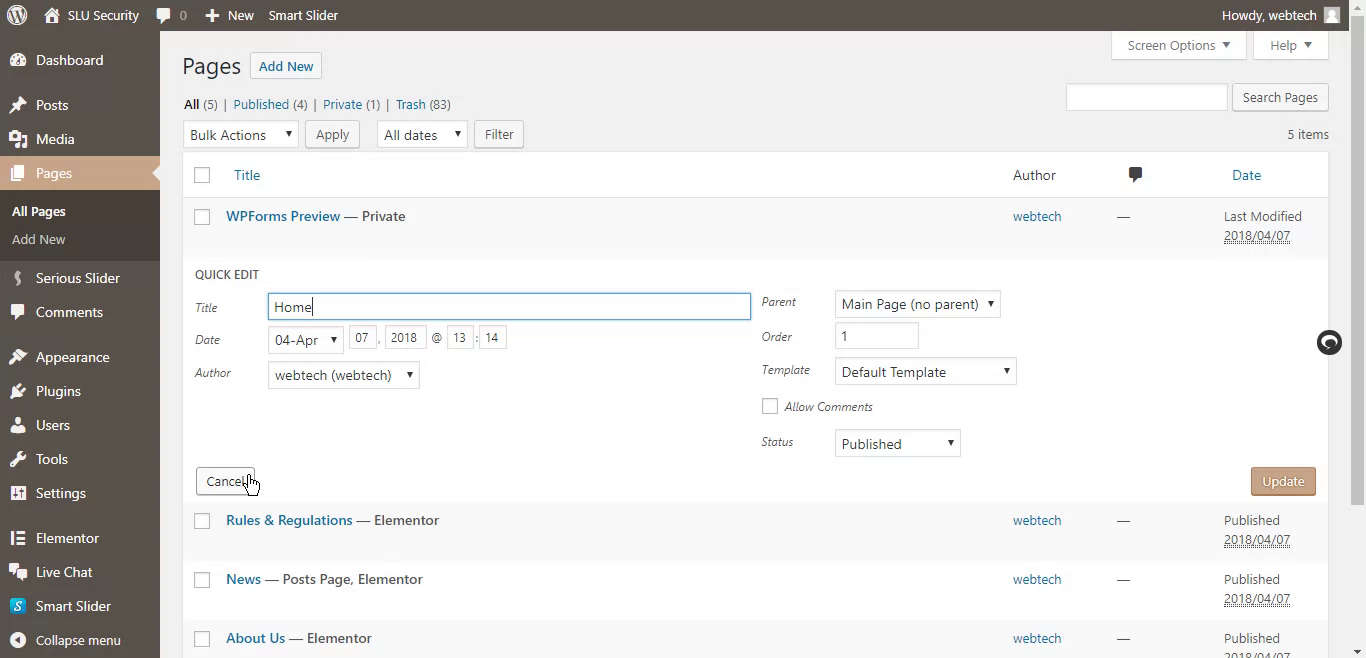 SLU Security 0 New Smart Slider Howdy, webtech
Dashboard
Posts
Media
Pages
All Pages
Add New
Serious Slider
Comments
Appearance
Plugins
Users
Tools
Settings
Elementor
Live Chat
S Smart Slider
Collapse menu
Screen Options Help
Pages Add New
All (5) | Published (4) | Private (1) | Trash (83)
Search Pages
Bulk Actions Apply All dates Filter 5 items
Title Author Date
WPForms Preview — Private webtech — Last Modified
2018/04/07
QUICK EDIT
Title Home
Date 04-Apr 07 , 2018 @ 13 : 14
Author webtech (webtech)
Parent Main Page (no parent)
Order 1
Template Default Template
Allow Comments
Status Published
Cancel Update
Rules & Regulations — Elementor webtech — Published
2018/04/07
News — Posts Page, Elementor webtech — Published
2018/04/07
About Us — Elementor webtech — Published
2018/04/07